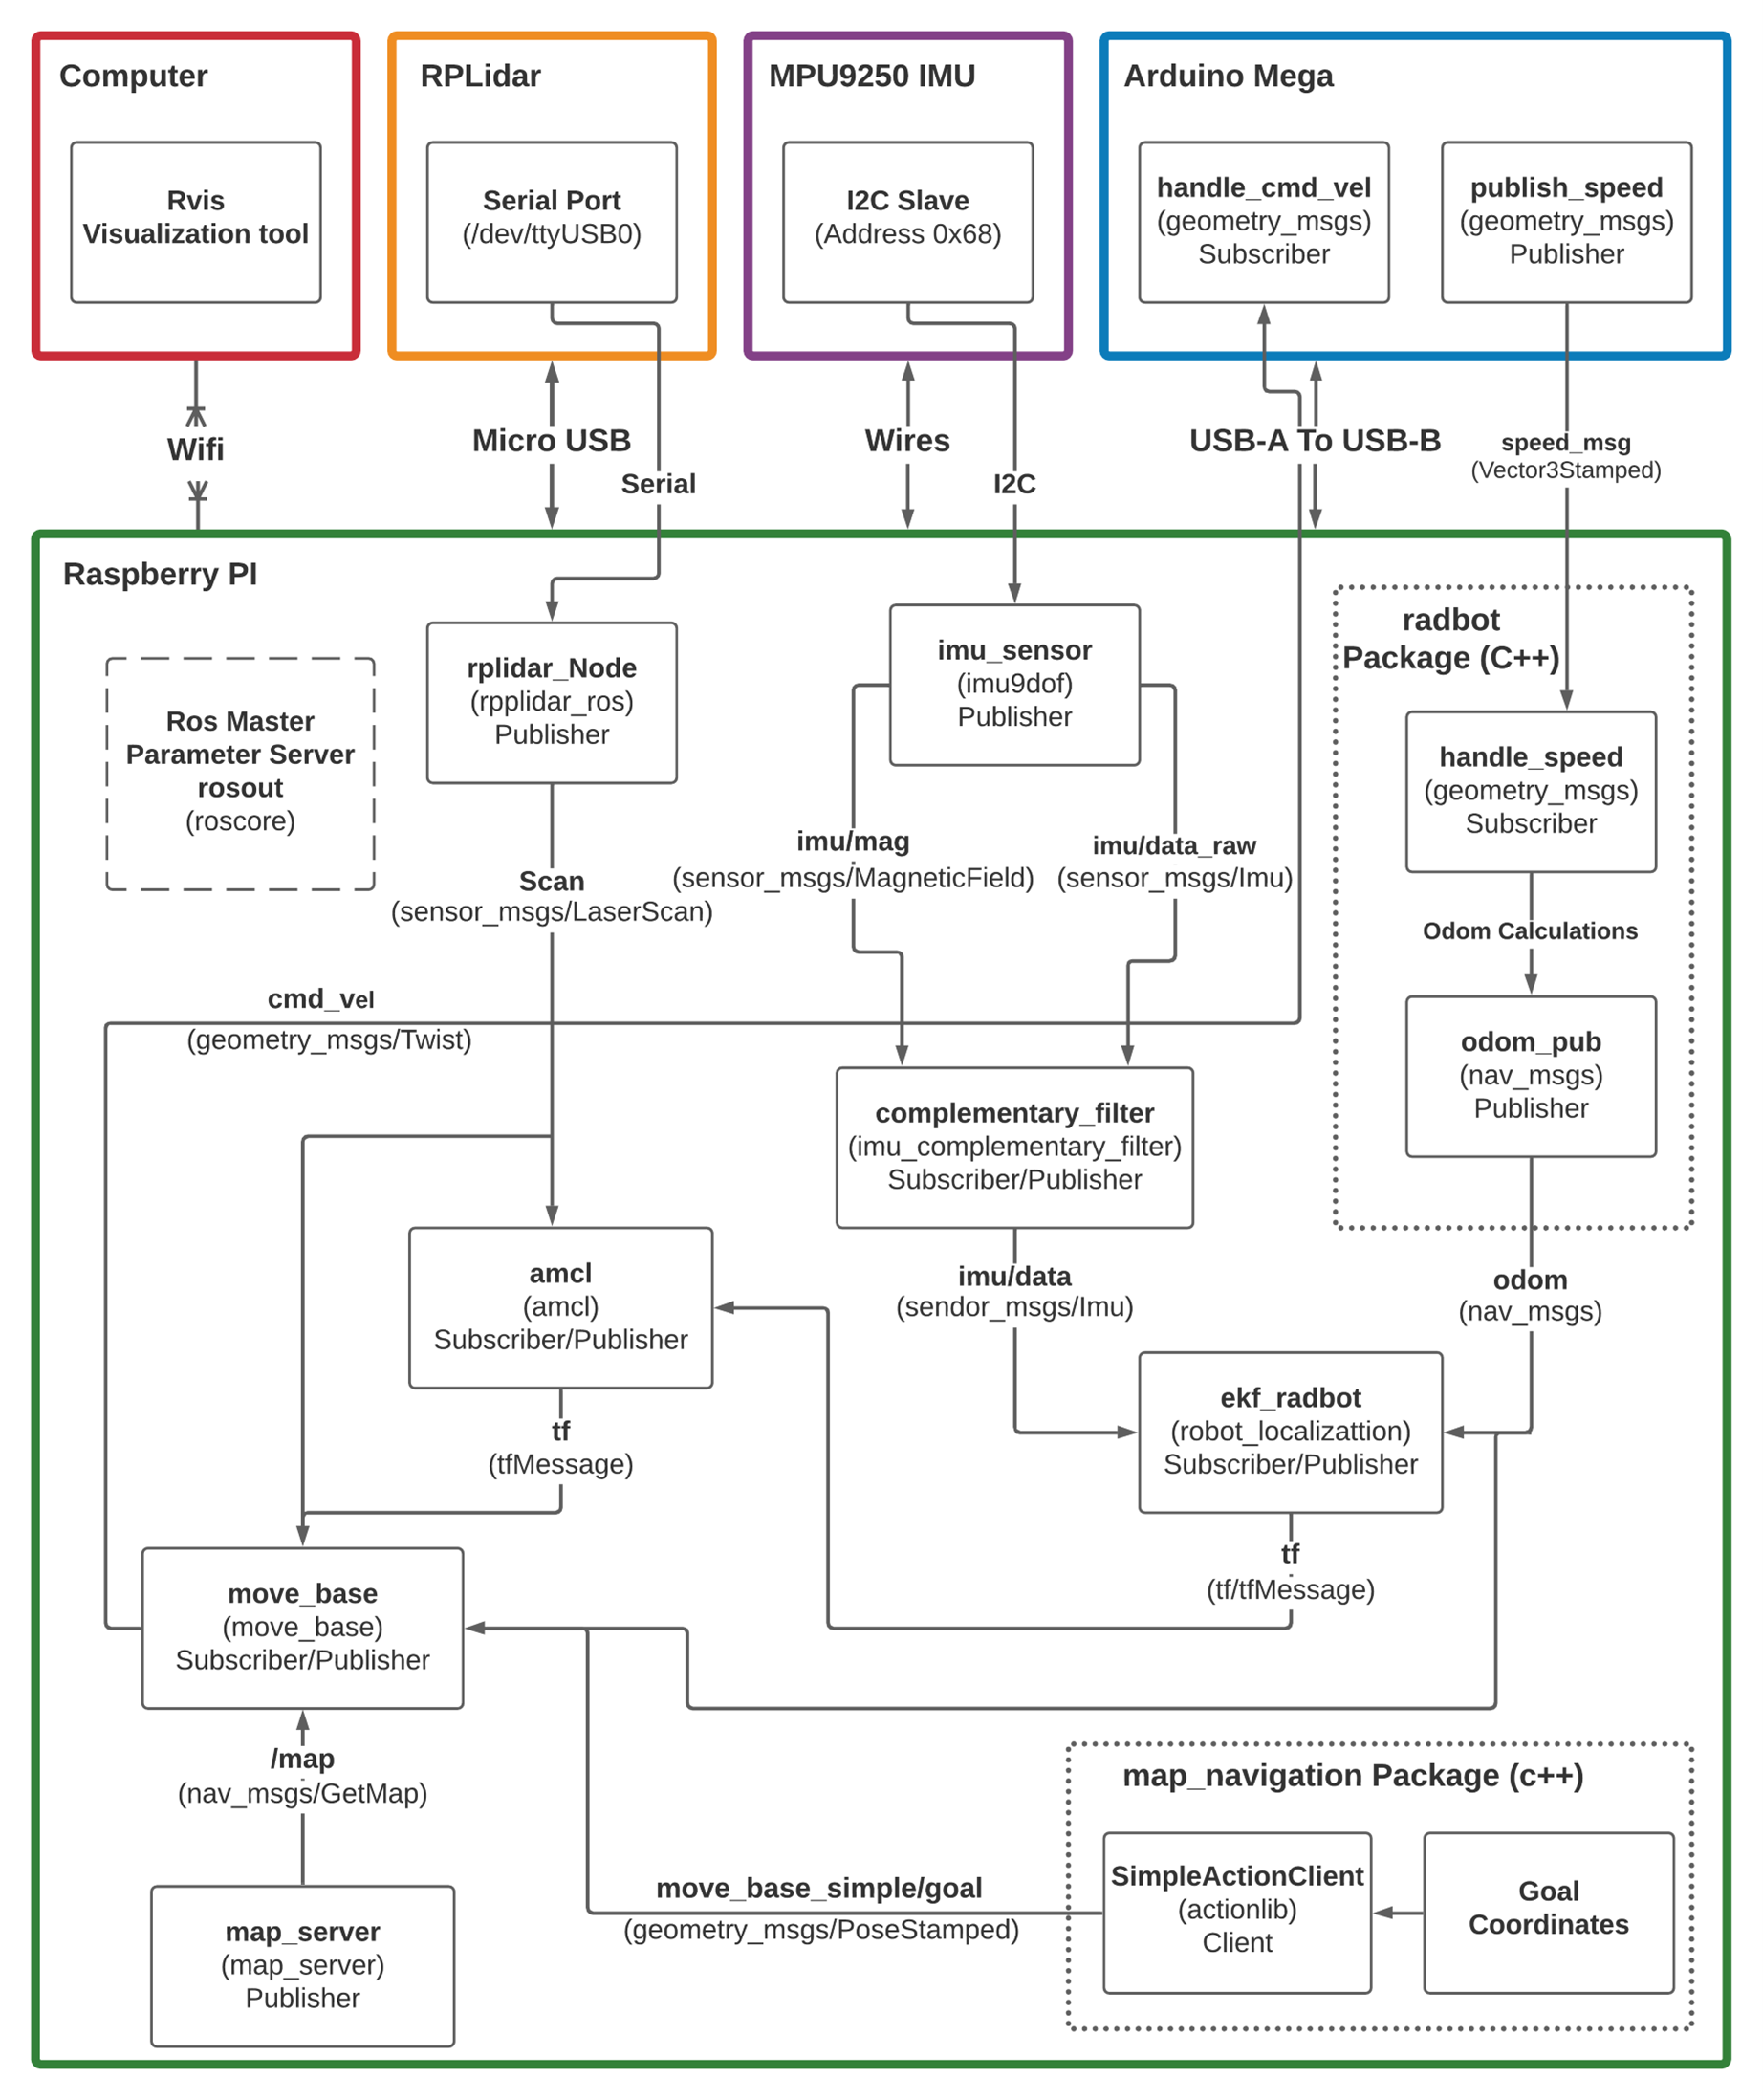 Computer
Rvis
Visualization tool
RPLidar
Serial Port
(/dev/ttyUSB0)
MPU9250 IMU
I2C Slave
(Address 0x68)
Arduino Mega
handle_cmd_vel
(geometry_msgs)
Subscriber
publish_speed
(geometry_msgs)
Publisher
Wifi
Micro USB
Serial
Wires
I2C
USB-A To USB-B
speed_msg
(Vector3Stamped)
Raspberry PI
Ros Master
Parameter Server
rosout
(roscore)
rplidar_Node
(rpplidar_ros)
Publisher
imu_sensor
(imu9dof)
Publisher
radbot
Package (C++)
handle_speed
(geometry_msgs)
Subscriber
imu/mag
(sensor_msgs/MagneticField)
imu/data_raw
(sensor_msgs/Imu)
Scan
(sensor_msgs/LaserScan)
Odom Calculations
cmd_vel
(geometry_msgs/Twist)
odom_pub
(nav_msgs)
Publisher
complementary_filter
(imu_complementary_filter)
Subscriber/Publisher
amcl
(amcl)
Subscriber/Publisher
imu/data
(sendor_msgs/Imu)
odom
(nav_msgs)
ekf_radbot
(robot_localizattion)
Subscriber/Publisher
tf
(tfMessage)
tf
(tf/tfMessage)
move_base
(move_base)
Subscriber/Publisher
/map
(nav_msgs/GetMap)
map_navigation Package (c++)
SimpleActionClient
(actionlib)
Client
Goal
Coordinates
move_base_simple/goal
(geometry_msgs/PoseStamped)
map_server
(map_server)
Publisher